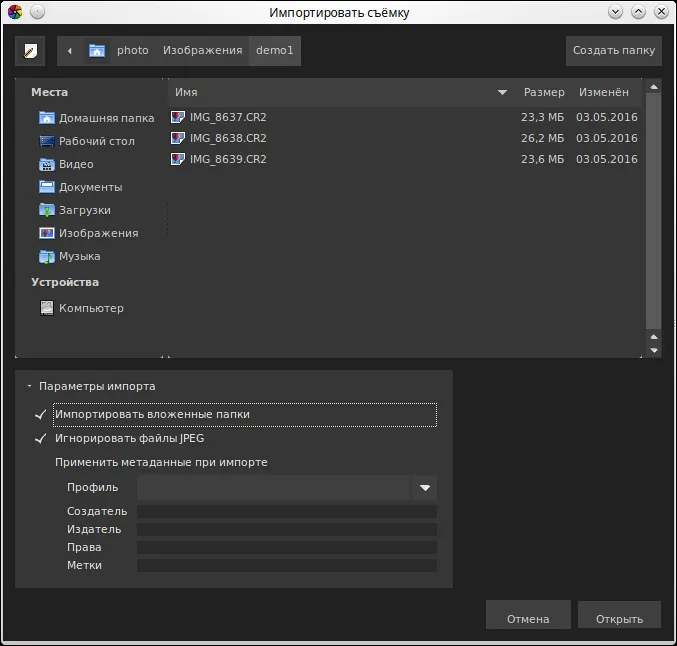 Импортировать съёмку
photo Изображения demo1 Создать папку
Места
Домашняя папка
Рабочий стол
Видео
Документы
Загрузки
Изображения
Музыка
Устройства
Компьютер
Имя Размер Изменён
IMG_8637.CR2 23,3 МБ 03.05.2016
IMG_8638.CR2 26,2 МБ 03.05.2016
IMG_8639.CR2 23,6 МБ 03.05.2016
Параметры импорта
Импортировать вложенные папки
Игнорировать файлы JPEG
Применить метаданные при импорте
Профиль
Создатель
Издатель
Права
Метки
Отмена Открыть